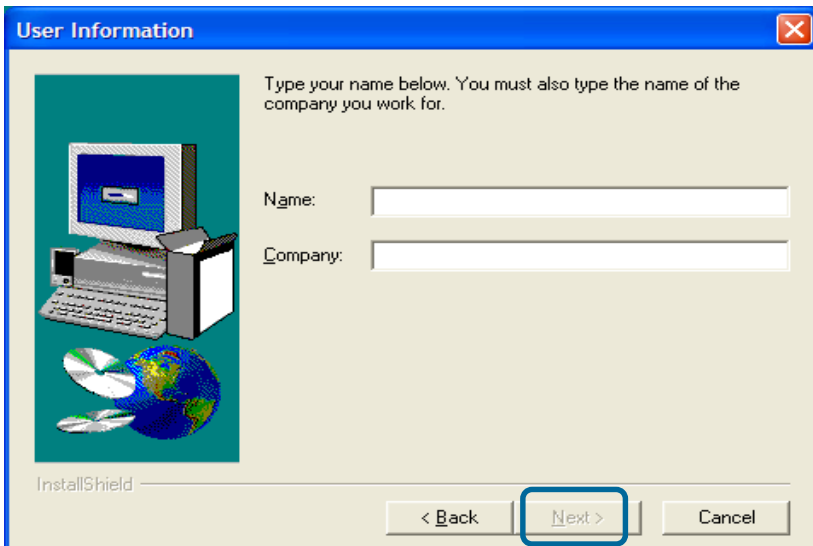 User Information
Type your name below. You must also type the name of the
company you work for.
Name:
Company:
InstallShield
< Back
Next >
Cancel